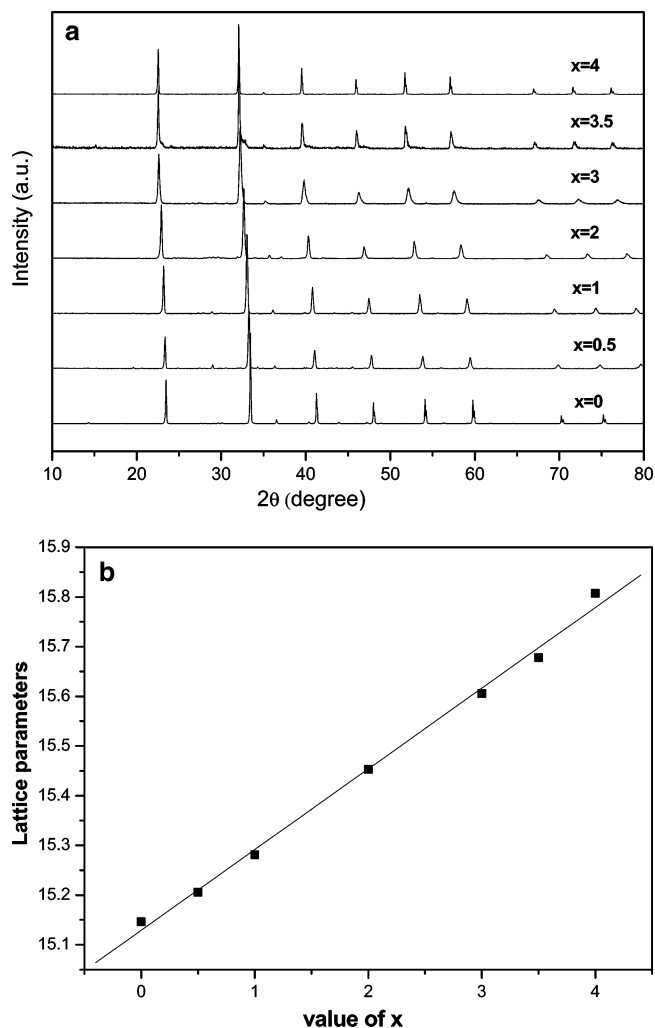 a
x=4
x=3.5
x=3
x=2
x=1
x=0.5
x=0
Intensity (a.u.)
10 20 30 40 50 60 70 80
2θ (degree)
b
15.9
15.8
15.7
15.6
15.5
15.4
15.3
15.2
15.1
Lattice parameters
0 1 2 3 4
value of x